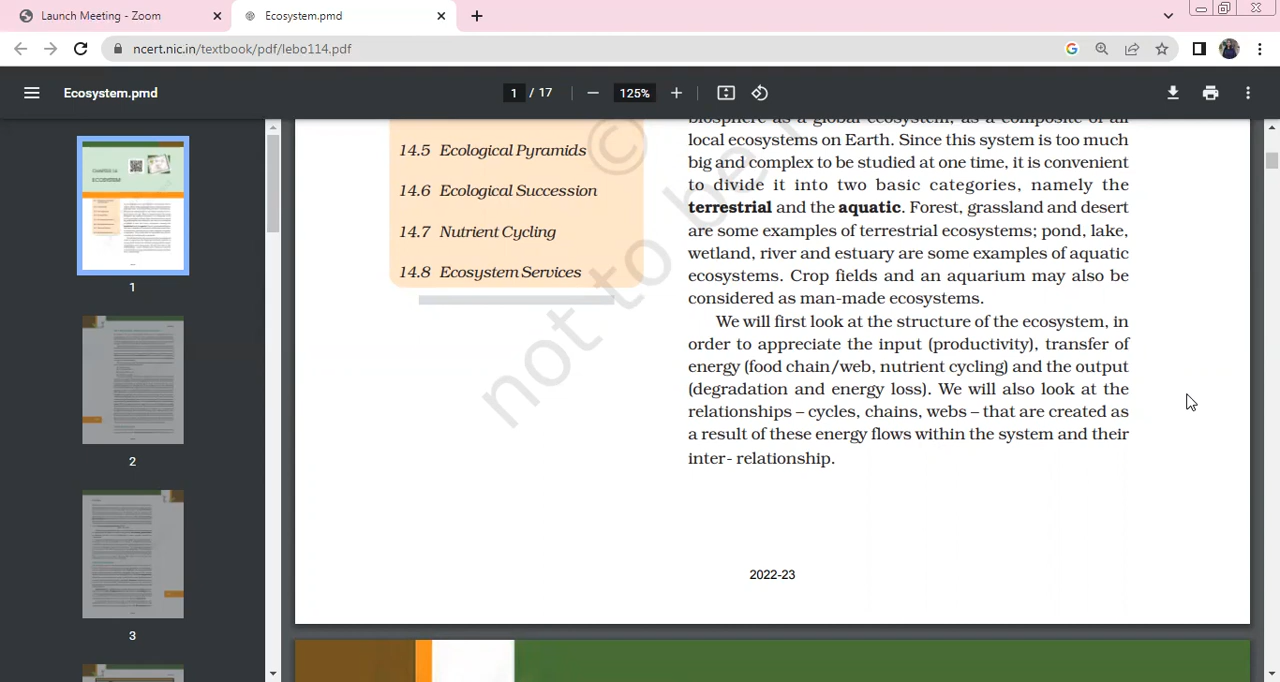 Launch Meeting - Zoom
Ecosystem.pmd
ncert.nic.in/textbook/pdf/lebo114.pdf
Ecosystem.pmd
1 / 17
125%
1
2
3
14.5 Ecological Pyramids
14.6 Ecological Succession
14.7 Nutrient Cycling
14.8 Ecosystem Services
biosphere as a global ecosystem, as a composite of all
local ecosystems on Earth. Since this system is too much
big and complex to be studied at one time, it is convenient
to divide it into two basic categories, namely the
terrestrial and the aquatic. Forest, grassland and desert
are some examples of terrestrial ecosystems; pond, lake,
wetland, river and estuary are some examples of aquatic
ecosystems. Crop fields and an aquarium may also be
considered as man-made ecosystems.
We will first look at the structure of the ecosystem, in
order to appreciate the input (productivity), transfer of
energy (food chain/web, nutrient cycling) and the output
(degradation and energy loss). We will also look at the
relationships – cycles, chains, webs – that are created as
a result of these energy flows within the system and their
inter- relationship.
©
not to be r
2022-23